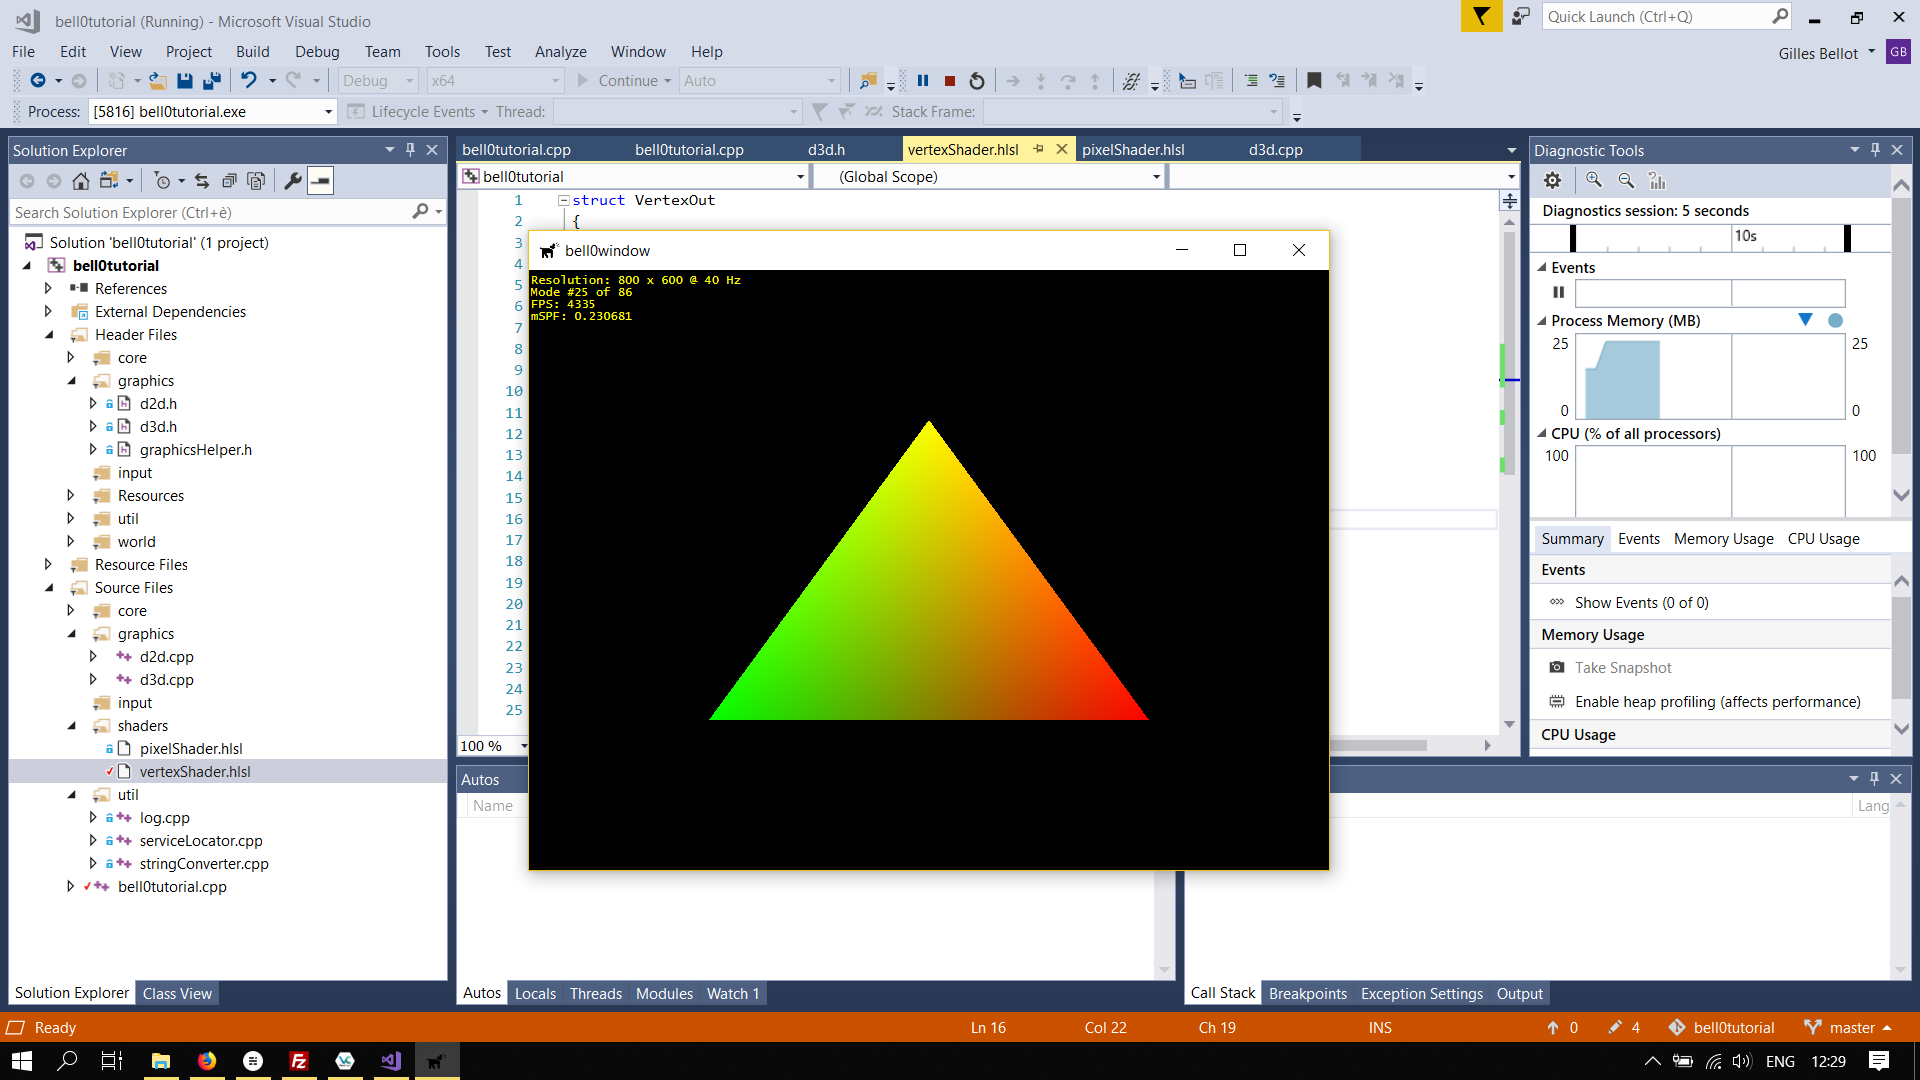 bell0tutorial (Running) - Microsoft Visual Studio
Quick Launch (Ctrl+Q)
File Edit View Project Build Debug Team Tools Test Analyze Window Help
Gilles Bellot GB
Debug x64 Continue Auto
Process: [5816] bell0tutorial.exe Lifecycle Events Thread: Stack Frame:
Solution Explorer
Search Solution Explorer (Ctrl+è)
Solution 'bell0tutorial' (1 project)
bell0tutorial
References
External Dependencies
Header Files
core
graphics
d2d.h
d3d.h
graphicsHelper.h
input
Resources
util
world
Resource Files
Source Files
core
graphics
d2d.cpp
d3d.cpp
input
shaders
pixelShader.hlsl
vertexShader.hlsl
util
log.cpp
serviceLocator.cpp
stringConverter.cpp
bell0tutorial.cpp
Solution Explorer Class View
bell0tutorial.cpp bell0tutorial.cpp d3d.h vertexShader.hlsl pixelShader.hlsl d3d.cpp
bell0tutorial (Global Scope)
1 struct VertexOut
2 {
3
4
5
6
7
8
9
10
11
12
13
14
15
16
17
18
19
20
21
22
23
24
25
100 %
bell0window
Resolution: 800 x 600 @ 40 Hz
Mode #25 of 86
FPS: 4335
mSPF: 0.230681
Autos
Name
Lang
Autos Locals Threads Modules Watch 1
Call Stack Breakpoints Exception Settings Output
Diagnostic Tools
Diagnostics session: 5 seconds
10s
Events
Process Memory (MB)
25 25
0 0
CPU (% of all processors)
100 100
Summary Events Memory Usage CPU Usage
Events
Show Events (0 of 0)
Memory Usage
Take Snapshot
Enable heap profiling (affects performance)
CPU Usage
Ready Ln 16 Col 22 Ch 19 INS 0 4 bell0tutorial master
ENG 12:29